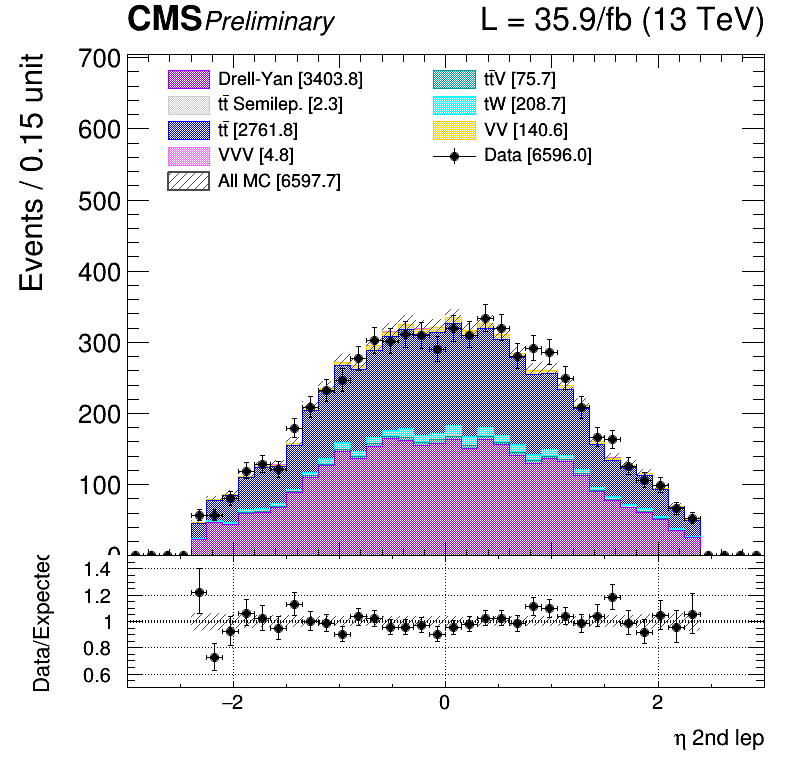 CMS Preliminary L = 35.9/fb (13 TeV)
Events / 0.15 unit
700
600
500
400
300
200
100
0
Drell-Yan [3403.8]
tt̄ Semilep. [2.3]
tt̄ [2761.8]
VVV [4.8]
All MC [6597.7]
tt̄V [75.7]
tW [208.7]
VV [140.6]
Data [6596.0]
Data/Expected
1.4
1.2
1
0.8
0.6
−2 0 2
η 2nd lep